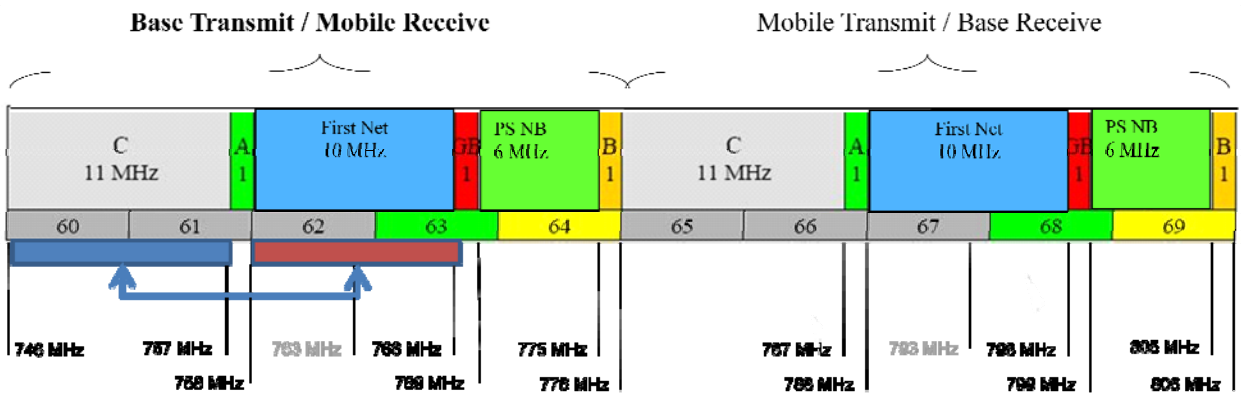 Base Transmit / Mobile Receive
Mobile Transmit / Base Receive
C
11 MHz
A
1
First Net
10 MHz
GB
1
PS NB
6 MHz
B
1
C
11 MHz
A
1
First Net
10 MHz
GB
1
PS NB
6 MHz
B
1
60 61 62 63 64 65 66 67 68 69
746 MHz 757 MHz 763 MHz 768 MHz 775 MHz 787 MHz 793 MHz 798 MHz 805 MHz
758 MHz 769 MHz 776 MHz 788 MHz 799 MHz 806 MHz